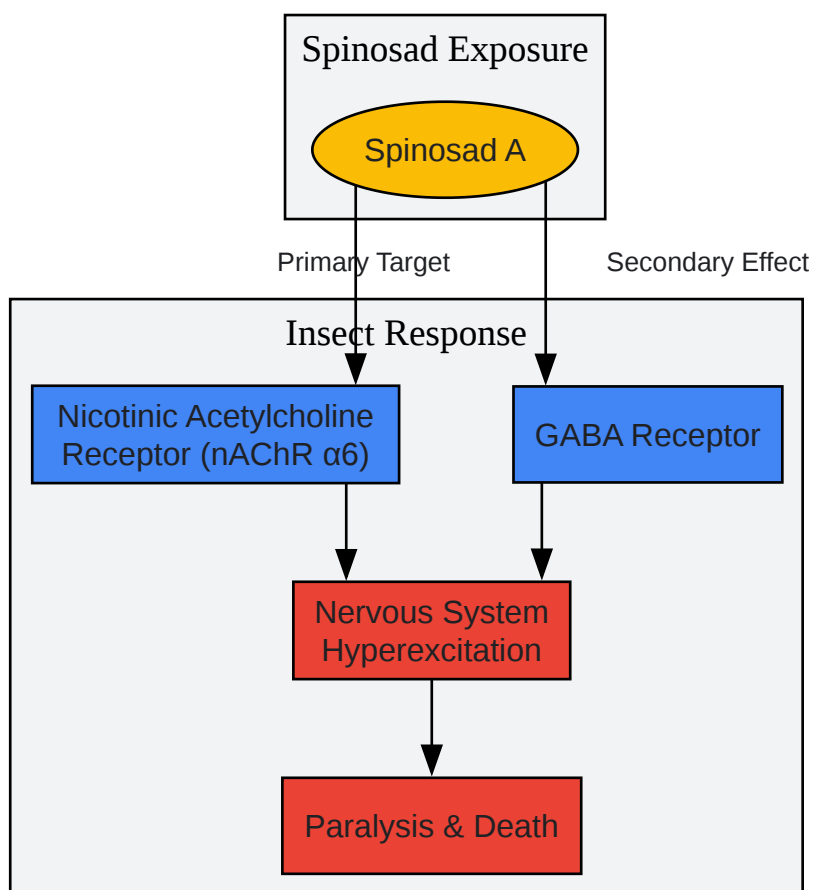 Spinosad Exposure
Spinosad A
Primary Target
Secondary Effect
Insect Response
Nicotinic Acetylcholine
Receptor (nAChR α6)
GABA Receptor
Nervous System
Hyperexcitation
Paralysis & Death